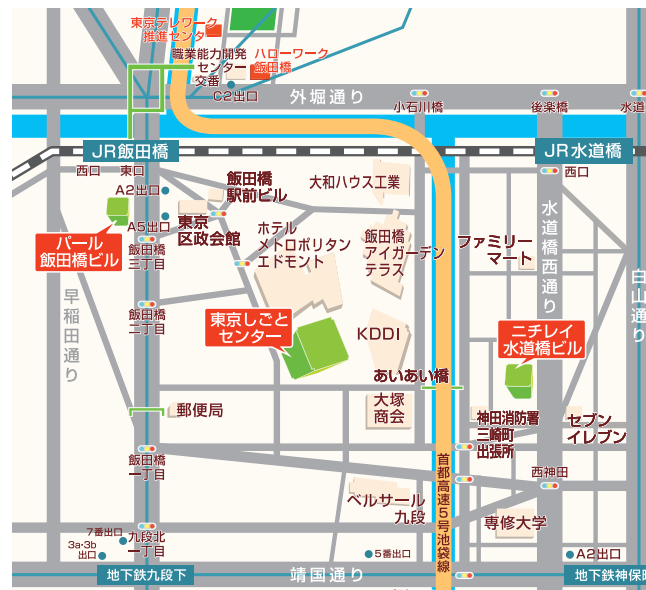 東京テレワーク
推進センタ
職業能力開発
センター
ハローワーク
飯田橋
交番
C2出口
外堀通り
小石川橋
後楽橋
水道
JR飯田橋
JR水道橋
西口
東口
西口
A2出口
飯田橋
駅前ビル
大和ハウス工業
A5出口
東京
区政会館
パール
飯田橋ビル
飯田橋
三丁目
ホテル
メトロポリタン
エドモント
飯田橋
アイガーデン
テラス
ファミリー
マート
水道橋西通り
白山通り
早稲田通り
飯田橋
二丁目
東京しごと
センター
KDDI
ニチレイ
水道橋ビル
あいあい橋
郵便局
大塚
商会
神田消防署
三崎町
出張所
セブン
イレブン
飯田橋
一丁目
首都高速5号池袋線
西神田
ベルサール
九段
専修大学
7番出口
3a・3b
出口
九段北
一丁目
5番出口
A2出口
地下鉄九段下
靖国通り
地下鉄神保町